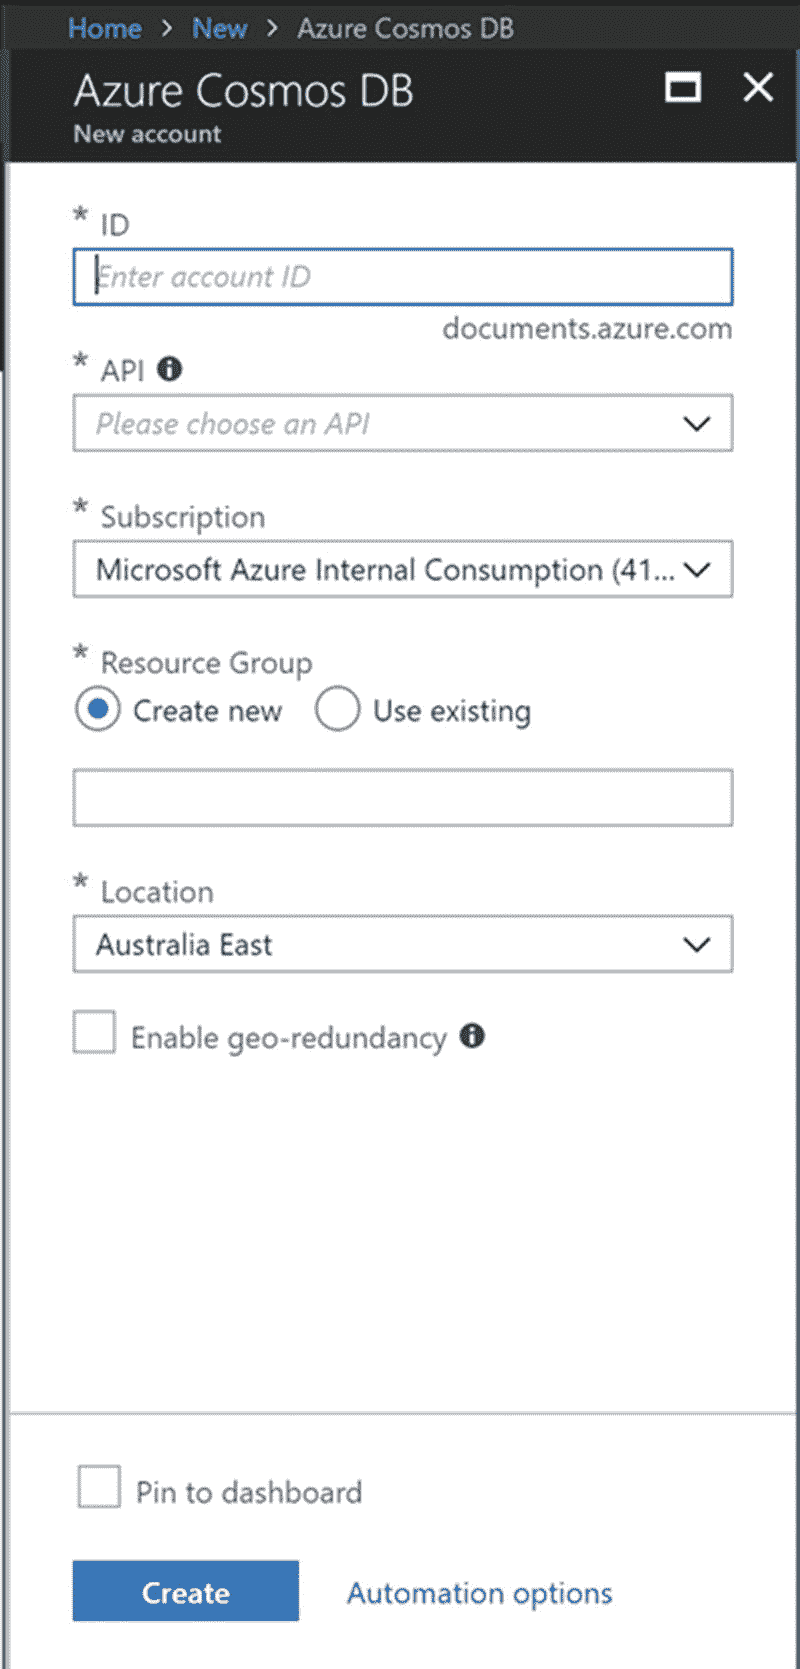 Home > New > Azure Cosmos DB
Azure Cosmos DB
New account
* ID
Enter account ID
documents.azure.com
* API
Please choose an API
* Subscription
Microsoft Azure Internal Consumption (41...
* Resource Group
Create new Use existing
* Location
Australia East
Enable geo-redundancy
Pin to dashboard
Create Automation options